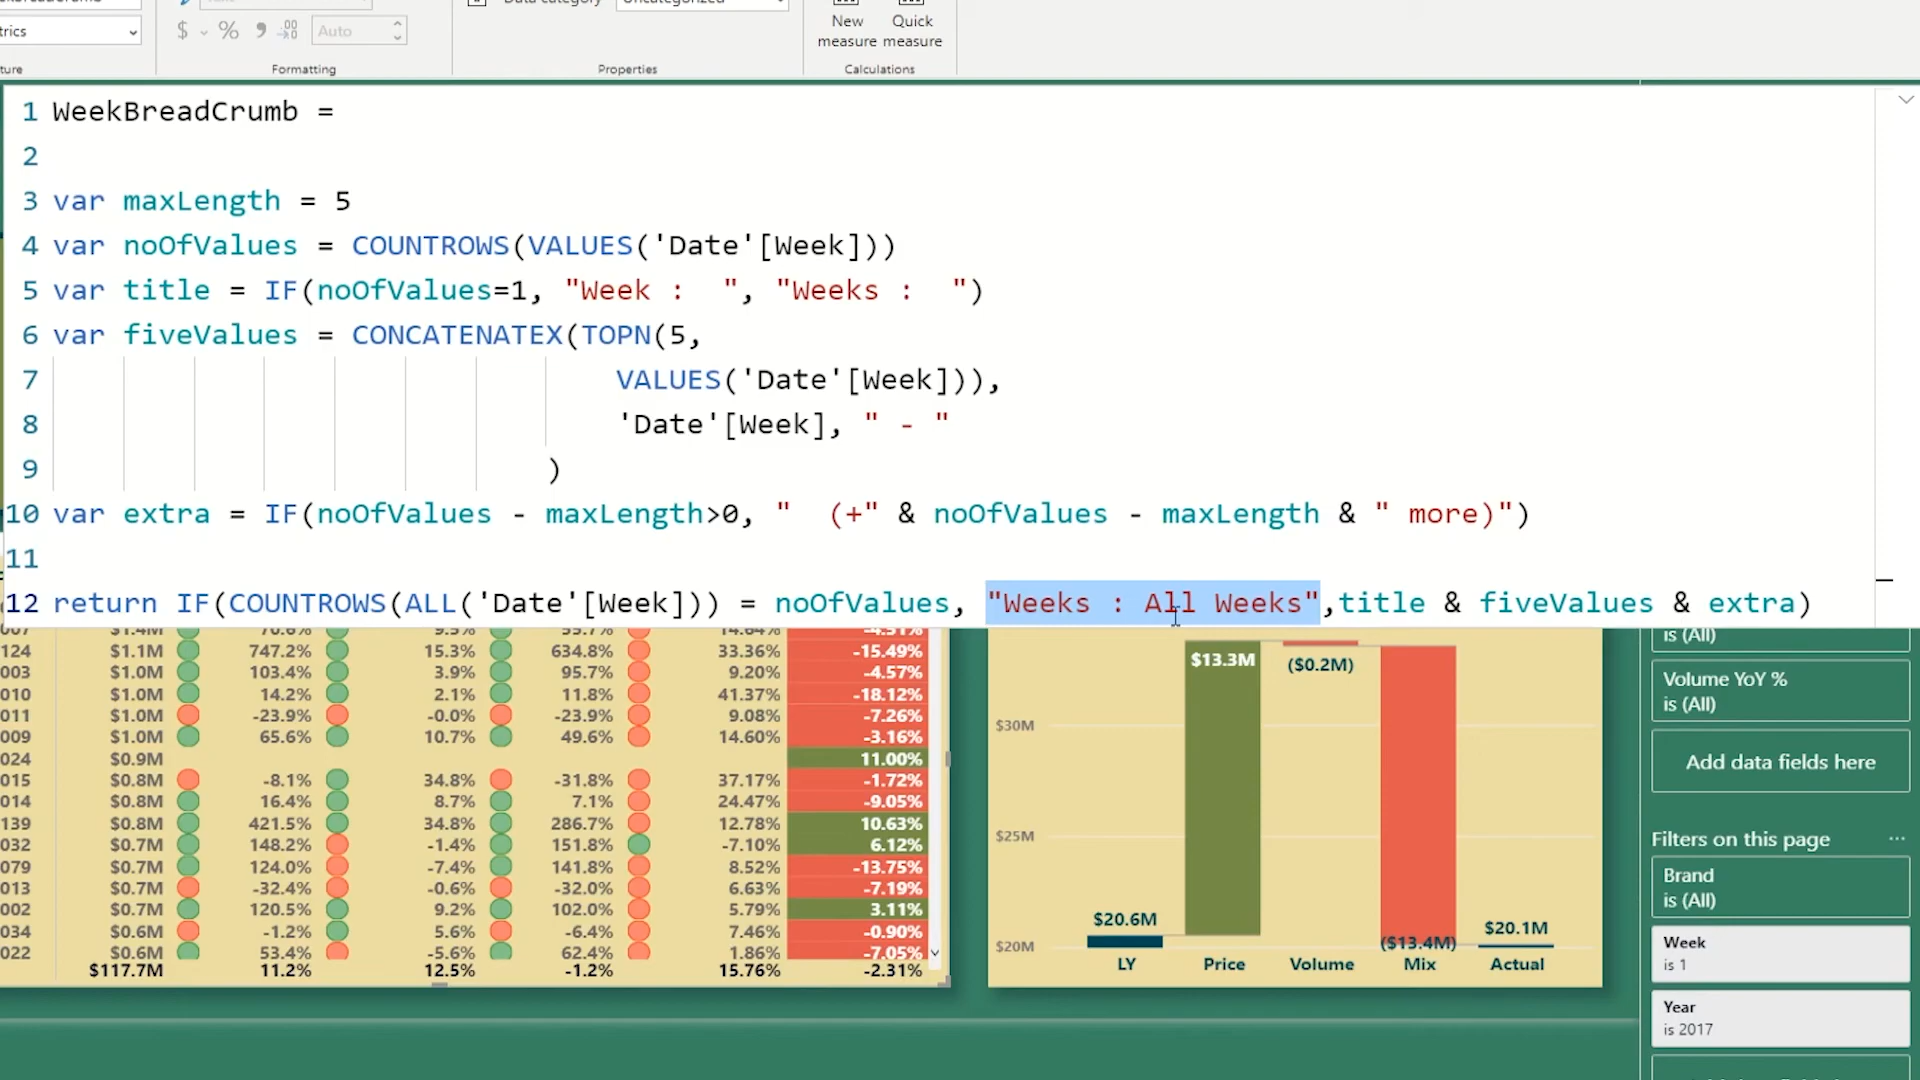 $ % 9 .00 Auto
New measure
Quick measure
Formatting
Properties
Calculations
1 WeekBreadCrumb =
2
3 var maxLength = 5
4 var noOfValues = COUNTROWS(VALUES('Date'[Week]))
5 var title = IF(noOfValues=1, "Week :  ", "Weeks :  ")
6 var fiveValues = CONCATENATEX(TOPN(5,
7 VALUES('Date'[Week])),
8 'Date'[Week], " - "
9 )
10 var extra = IF(noOfValues - maxLength>0, "  (+" & noOfValues - maxLength & " more)")
11
12 return IF(COUNTROWS(ALL('Date'[Week])) = noOfValues, "Weeks : All Weeks",title & fiveValues & extra)
124 $1.1M 747.2% 15.3% 634.8% 33.36% -15.49%
003 $1.0M 103.4% 3.9% 95.7% 9.20% -4.57%
010 $1.0M 14.2% 2.1% 11.8% 41.37% -18.12%
011 $1.0M -23.9% -0.0% -23.9% 9.08% -7.26%
009 $1.0M 65.6% 10.7% 49.6% 14.60% -3.16%
024 $0.9M 11.00%
015 $0.8M -8.1% 34.8% -31.8% 37.17% -1.72%
014 $0.8M 16.4% 8.7% 7.1% 24.47% -9.05%
139 $0.8M 421.5% 34.8% 286.7% 12.78% 10.63%
032 $0.7M 148.2% -1.4% 151.8% -7.10% 6.12%
079 $0.7M 124.0% -7.4% 141.8% 8.52% -13.75%
013 $0.7M -32.4% -0.6% -32.0% 6.63% -7.19%
002 $0.7M 120.5% 9.2% 102.0% 5.79% 3.11%
034 $0.6M -1.2% 5.6% -6.4% 7.46% -0.90%
022 $0.6M 53.4% -5.6% 62.4% 1.86% -7.05%
$117.7M 11.2% 12.5% -1.2% 15.76% -2.31%
$13.3M
($0.2M)
$30M
$25M
$20.6M
$20M
($13.4M)
$20.1M
LY Price Volume Mix Actual
is (All)
Volume YoY %
is (All)
Add data fields here
Filters on this page ...
Brand
is (All)
Week
is 1
Year
is 2017